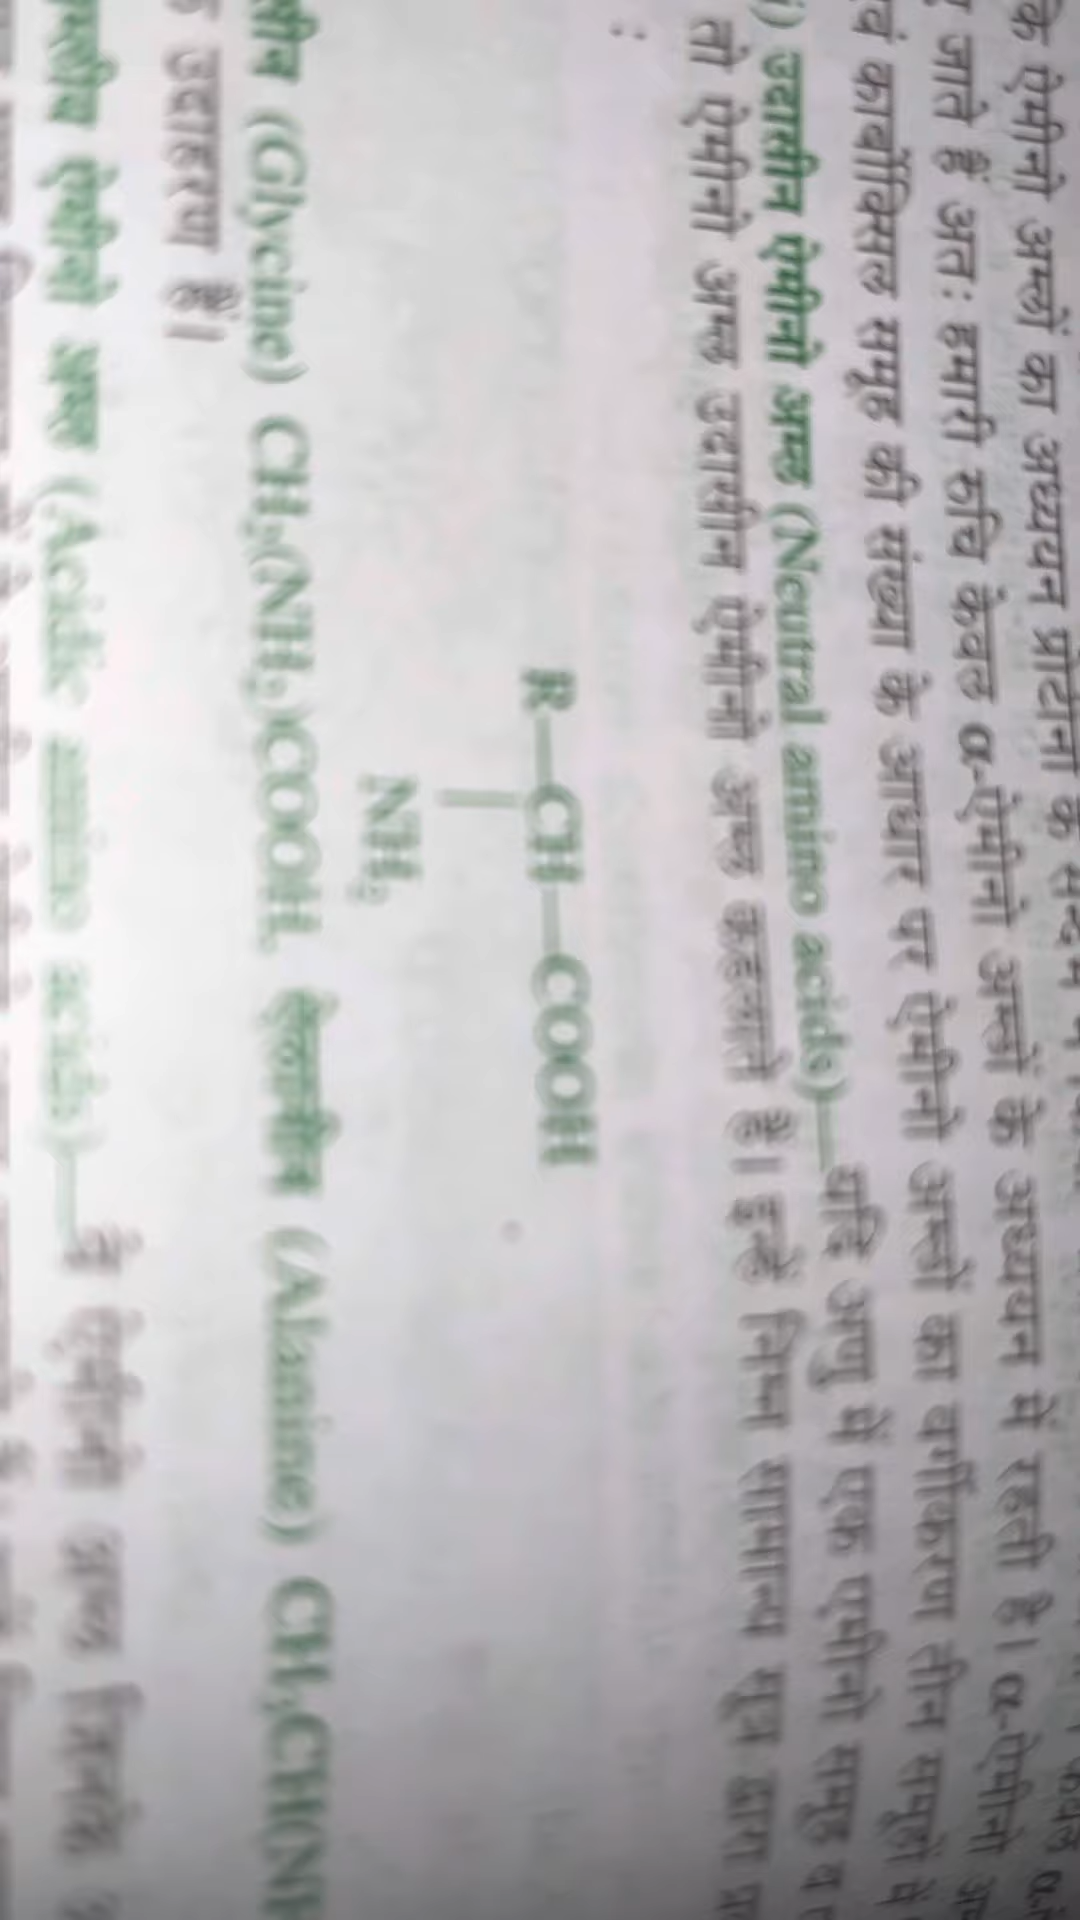 के ऐमीनो अम्लों का अध्ययन प्रोटीनों के सन्दर्भ में
जाते हैं अतः हमारी रुचि केवल α-ऐमीनो अम्लों के अध्ययन में रहती है। α-ऐमीनो
एवं कार्बोक्सिल समूह की संख्या के आधार पर ऐमीनो अम्लों का वर्गीकरण तीन समूहों में
i) उदासीन ऐमीनो अम्ल (Neutral amino acids)—यदि अणु में एक ऐमीनो समूह व
तो ऐमीनो अम्ल उदासीन ऐमीनो अम्ल कहलाते हैं। इन्हें निम्न सामान्य सूत्र द्वारा
:
R—CH—COOH
|
NH₂
(Glycine) CH₂(NH₂)COOH, ऐलानीन (Alanine) CH₃CH(NH
उदाहरण हैं।
अम्लीय ऐमीनो अम्ल (Acidic amino acids)—वे ऐमीनो अम्ल जिनके